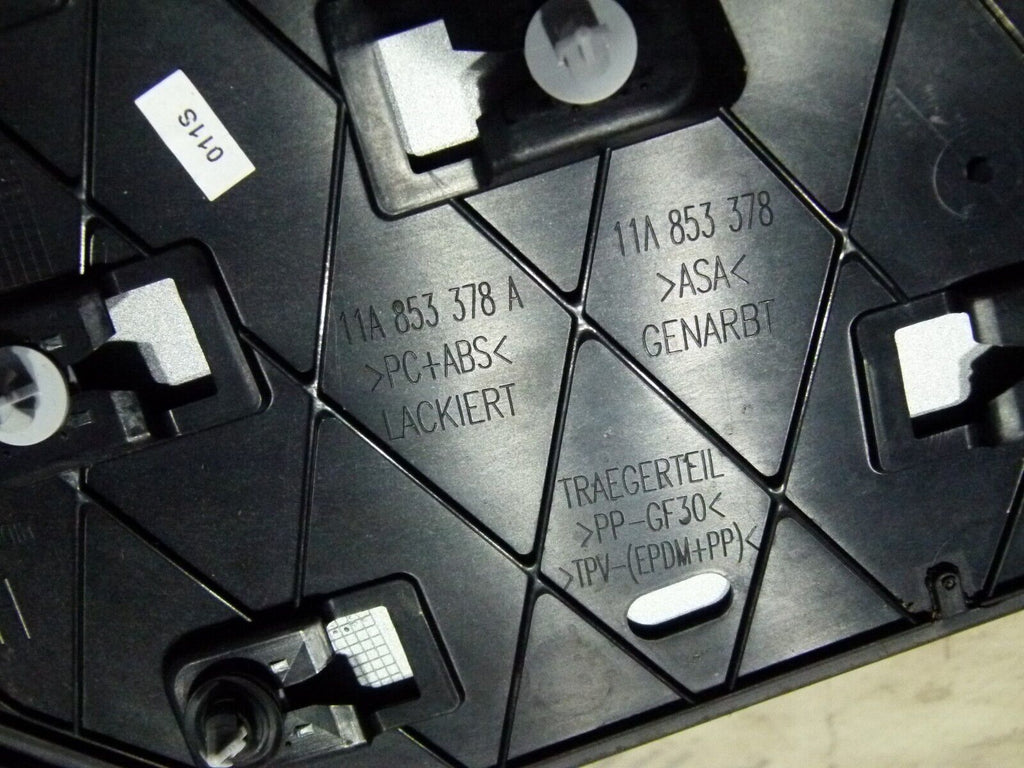 011S
11A 853 378 A
>PC+ABS<
LACKIERT
11A 853 378
>ASA<
GENARBT
TRAEGERTEIL
>PP-GF30<
>TPV-(EPDM+PP)<